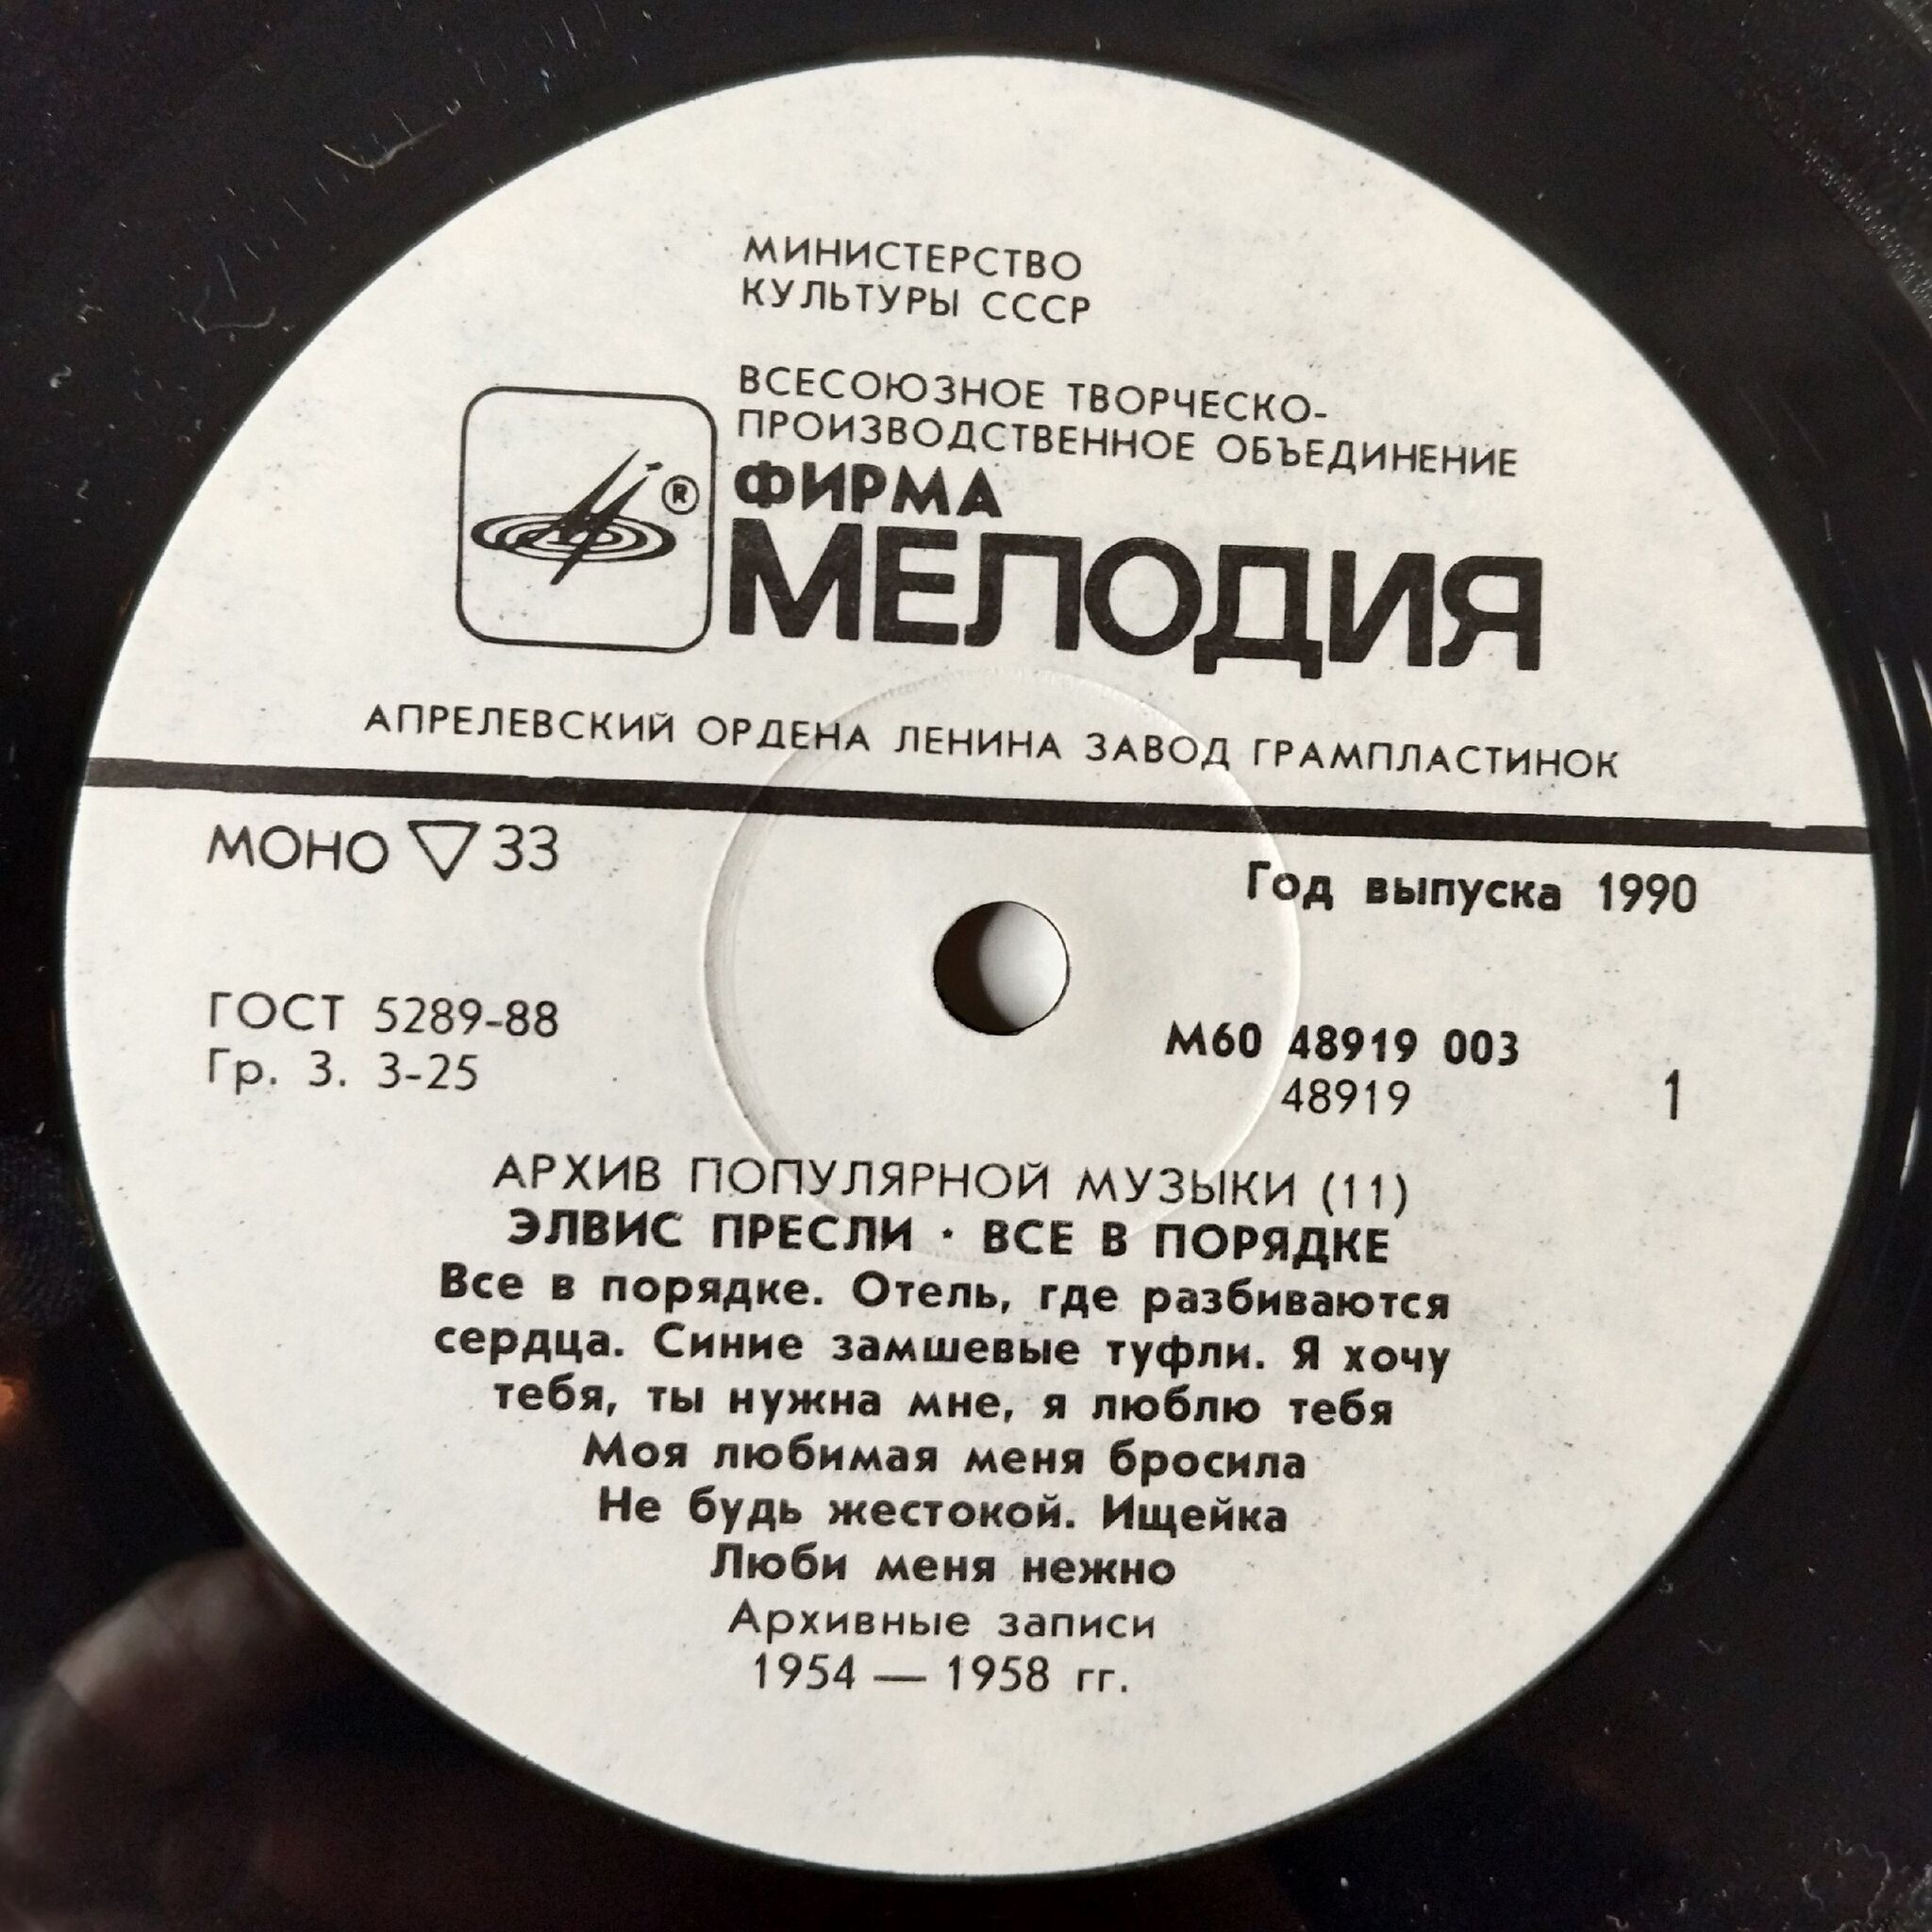 МИНИСТЕРСТВО
КУЛЬТУРЫ СССР
ВСЕСОЮЗНОЕ ТВОРЧЕСКО-
ПРОИЗВОДСТВЕННОЕ ОБЪЕДИНЕНИЕ
®
ФИРМА
МЕЛОДИЯ
АПРЕЛЕВСКИЙ ОРДЕНА ЛЕНИНА ЗАВОД ГРАМПЛАСТИНОК
МОНО ▽ 33
Год выпуска 1990
ГОСТ 5289-88
Гр. 3. 3-25
М60 48919 003
48919
1
АРХИВ ПОПУЛЯРНОЙ МУЗЫКИ (11)
ЭЛВИС ПРЕСЛИ · ВСЕ В ПОРЯДКЕ
Все в порядке. Отель, где разбиваются
сердца. Синие замшевые туфли. Я хочу
тебя, ты нужна мне, я люблю тебя
Моя любимая меня бросила
Не будь жестокой. Ищейка
Люби меня нежно
Архивные записи
1954 — 1958 гг.